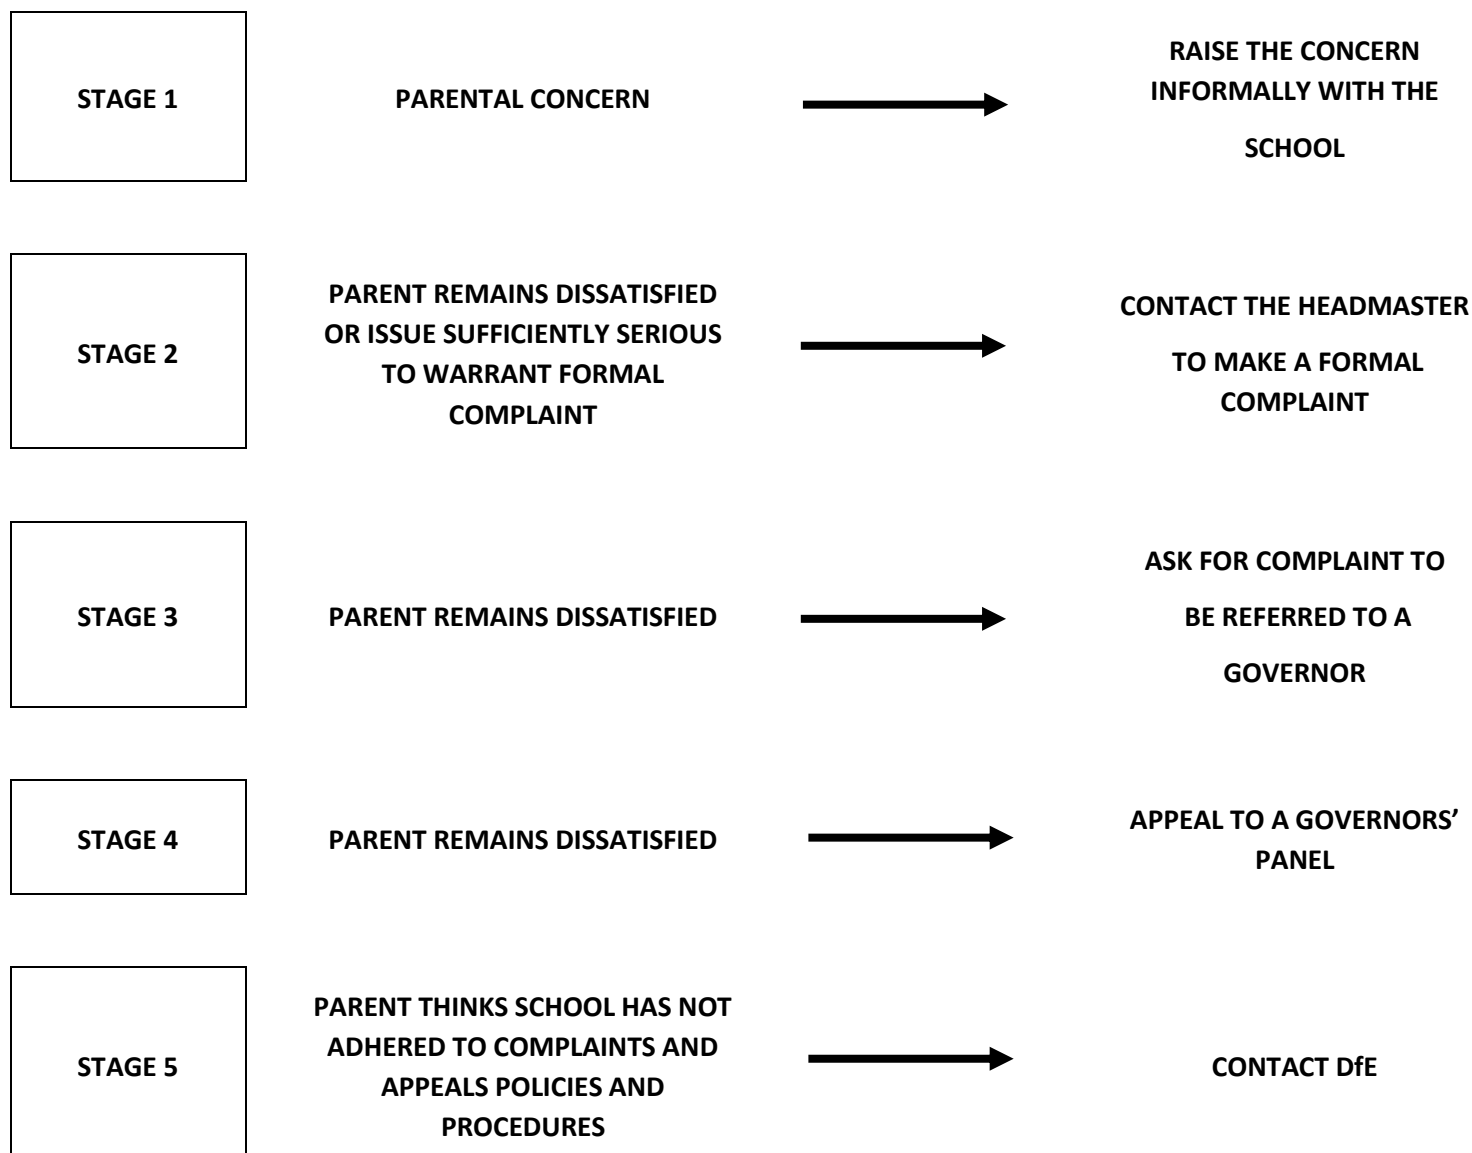 STAGE 1
PARENTAL CONCERN
RAISE THE CONCERN
INFORMALLY WITH THE
SCHOOL
STAGE 2
PARENT REMAINS DISSATISFIED
OR ISSUE SUFFICIENTLY SERIOUS
TO WARRANT FORMAL
COMPLAINT
CONTACT THE HEADMASTER
TO MAKE A FORMAL
COMPLAINT
STAGE 3
PARENT REMAINS DISSATISFIED
ASK FOR COMPLAINT TO
BE REFERRED TO A
GOVERNOR
STAGE 4
PARENT REMAINS DISSATISFIED
APPEAL TO A GOVERNORS’
PANEL
STAGE 5
PARENT THINKS SCHOOL HAS NOT
ADHERED TO COMPLAINTS AND
APPEALS POLICIES AND
PROCEDURES
CONTACT DfE